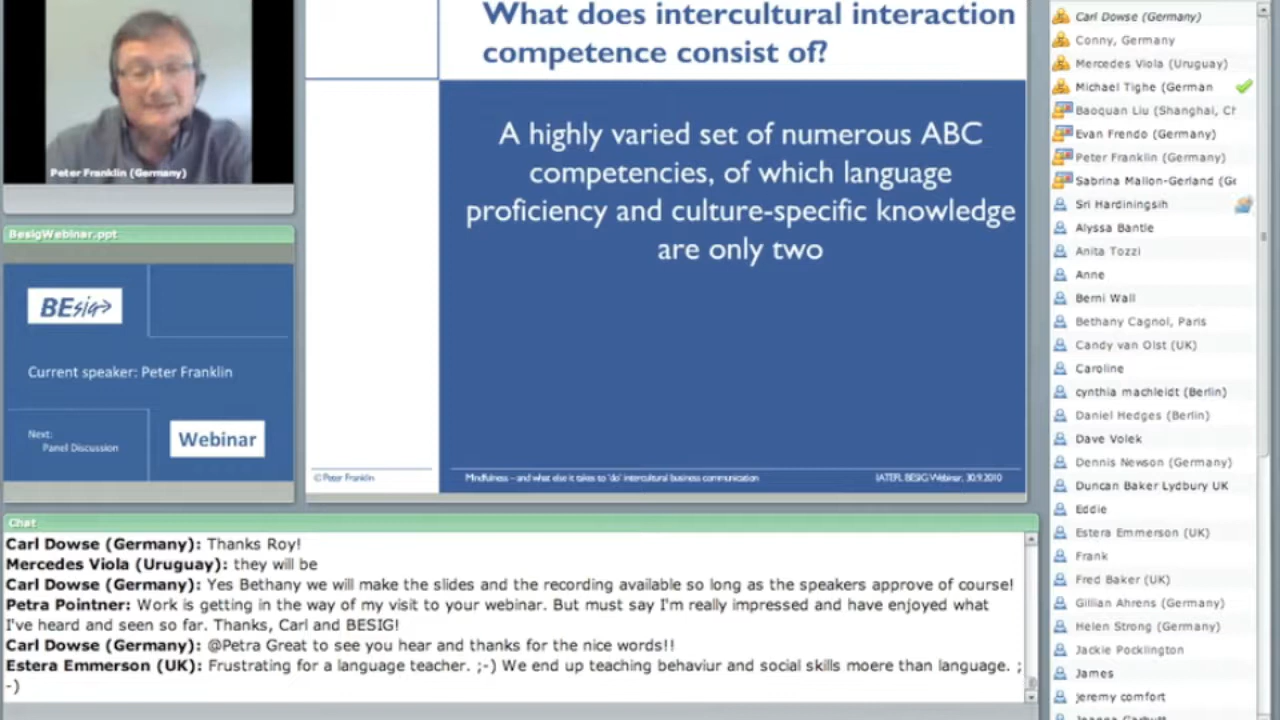 Peter Franklin (Germany)
BesigWebinar.ppt
BEsig
Current speaker: Peter Franklin
Next:
Panel Discussion
Webinar
What does intercultural interaction
competence consist of?
A highly varied set of numerous ABC
competencies, of which language
proficiency and culture-specific knowledge
are only two
© Peter Franklin
Mindfulness – and what else it takes to 'do' intercultural business communication
IATEFL BESIG Webinar, 30.9.2010
Chat
Carl Dowse (Germany): Thanks Roy!
Mercedes Viola (Uruguay): they will be
Carl Dowse (Germany): Yes Bethany we will make the slides and the recording available so long as the speakers approve of course!
Petra Pointner: Work is getting in the way of my visit to your webinar. But must say I'm really impressed and have enjoyed what
I've heard and seen so far. Thanks, Carl and BESIG!
Carl Dowse (Germany): @Petra Great to see you hear and thanks for the nice words!!
Estera Emmerson (UK): Frustrating for a language teacher. ;-) We end up teaching behaviur and social skills moere than language. ;
-)
Carl Dowse (Germany)
Conny, Germany
Mercedes Viola (Uruguay)
Michael Tighe (German
Baoquan Liu (Shanghai, Ch
Evan Frendo (Germany)
Peter Franklin (Germany)
Sabrina Mallon-Gerland (Ge
Sri Hardiningsih
Alyssa Bantle
Anita Tozzi
Anne
Berni Wall
Bethany Cagnol, Paris
Candy van Olst (UK)
Caroline
cynthia machleidt (Berlin)
Daniel Hedges (Berlin)
Dave Volek
Dennis Newson (Germany)
Duncan Baker Lydbury UK
Eddie
Estera Emmerson (UK)
Frank
Fred Baker (UK)
Gillian Ahrens (Germany)
Helen Strong (Germany)
Jackie Pocklington
James
jeremy comfort